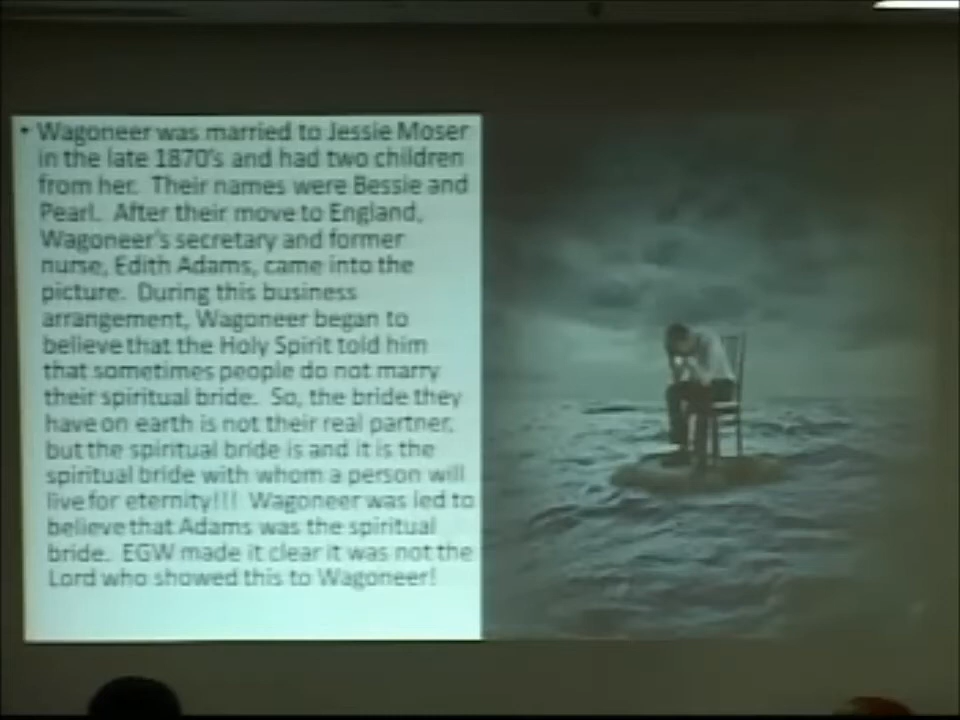 • Wagoneer was married to Jessie Moser
in the late 1870's and had two children
from her. Their names were Bessie and
Pearl. After their move to England,
Wagoneer's secretary and former
nurse, Edith Adams, came into the
picture. During this business
arrangement, Wagoneer began to
believe that the Holy Spirit told him
that sometimes people do not marry
their spiritual bride. So, the bride they
have on earth is not their real partner,
but the spiritual bride is and it is the
spiritual bride with whom a person will
live for eternity!!! Wagoneer was led to
believe that Adams was the spiritual
bride. EGW made it clear it was not the
Lord who showed this to Wagoneer!